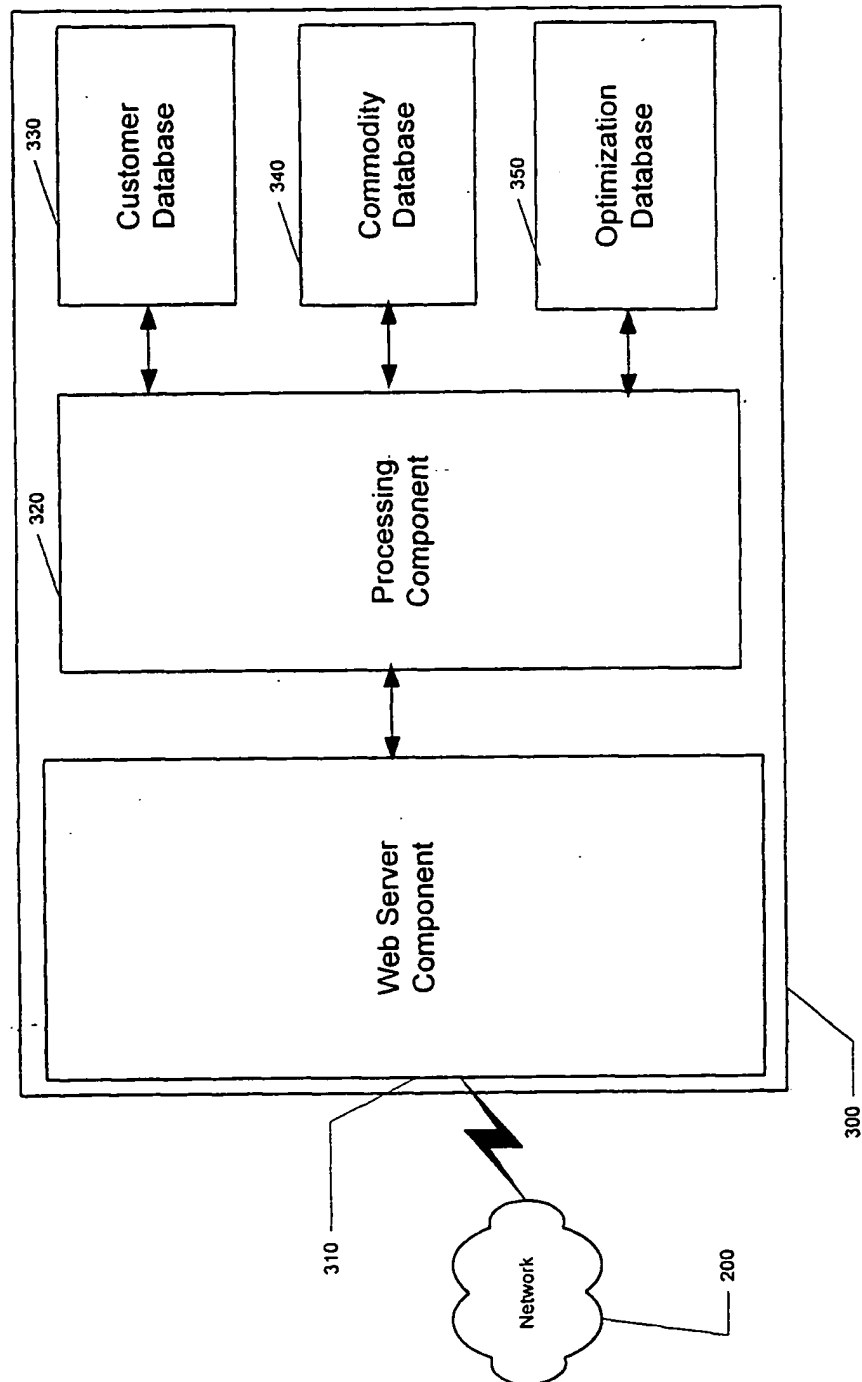 330
Customer
Database
340
Commodity
Database
350
Optimization
Database
320
Processing
Component
Web Server
Component
310
300
Network
200